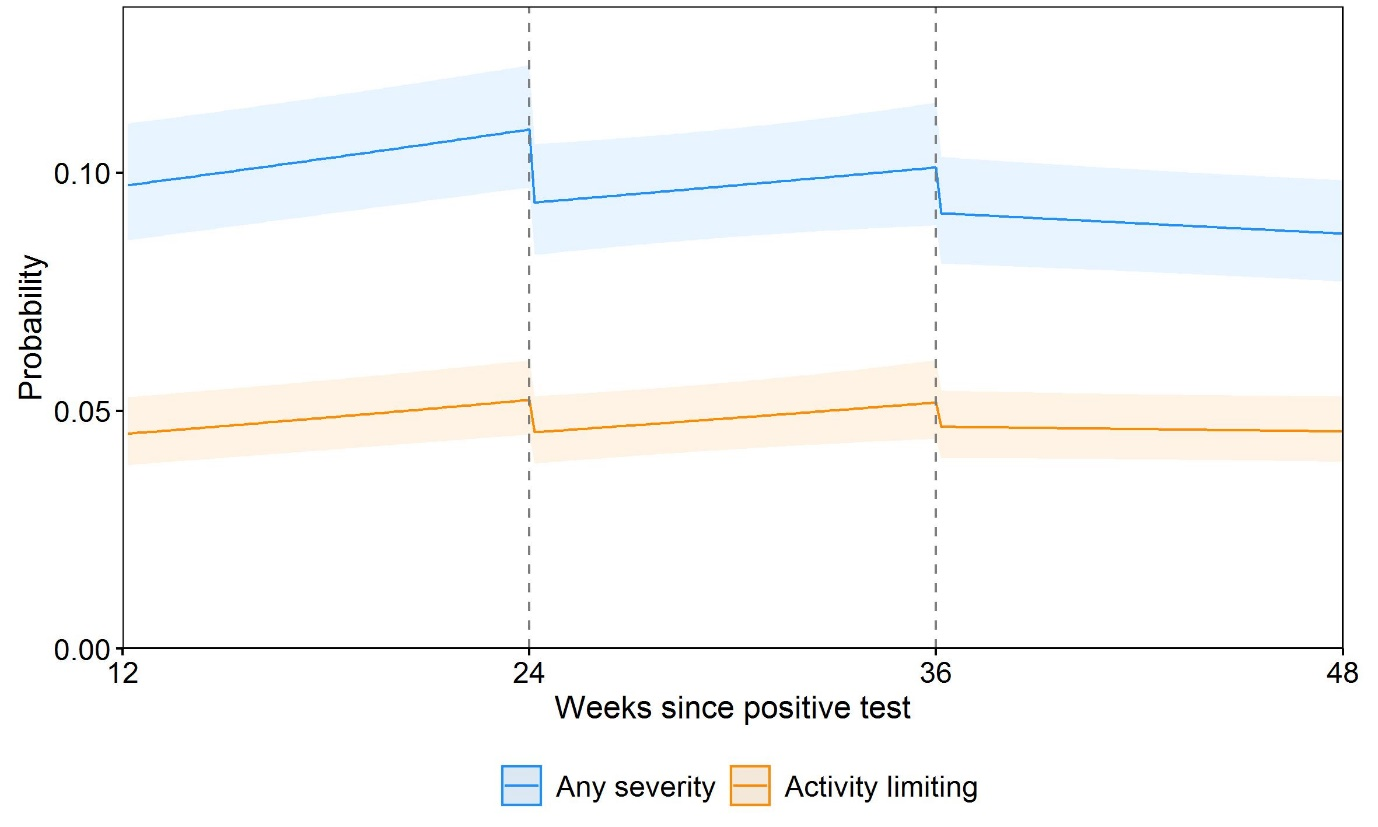 Probability
0.10
0.05
0.00
12 24 36 48
Weeks since positive test
Any severity Activity limiting